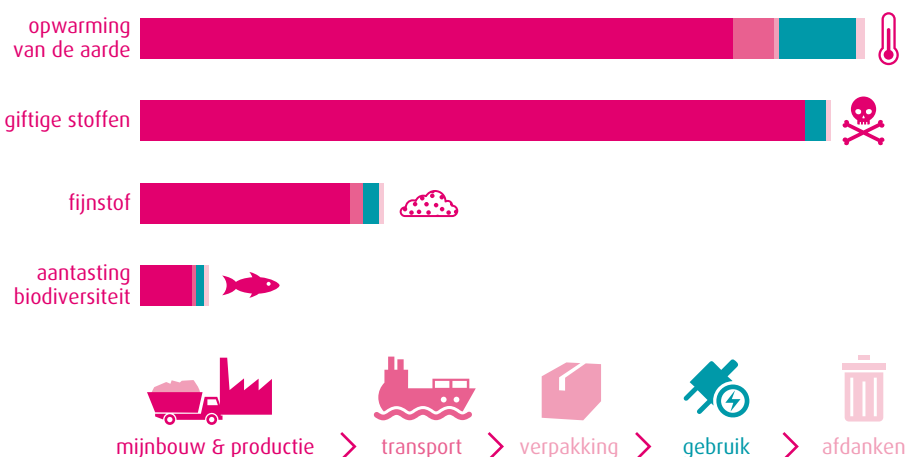 opwarming
van de aarde
giftige stoffen
fijnstof
aantasting
biodiversiteit
mijnbouw & productie
transport
verpakking
gebruik
afdanken